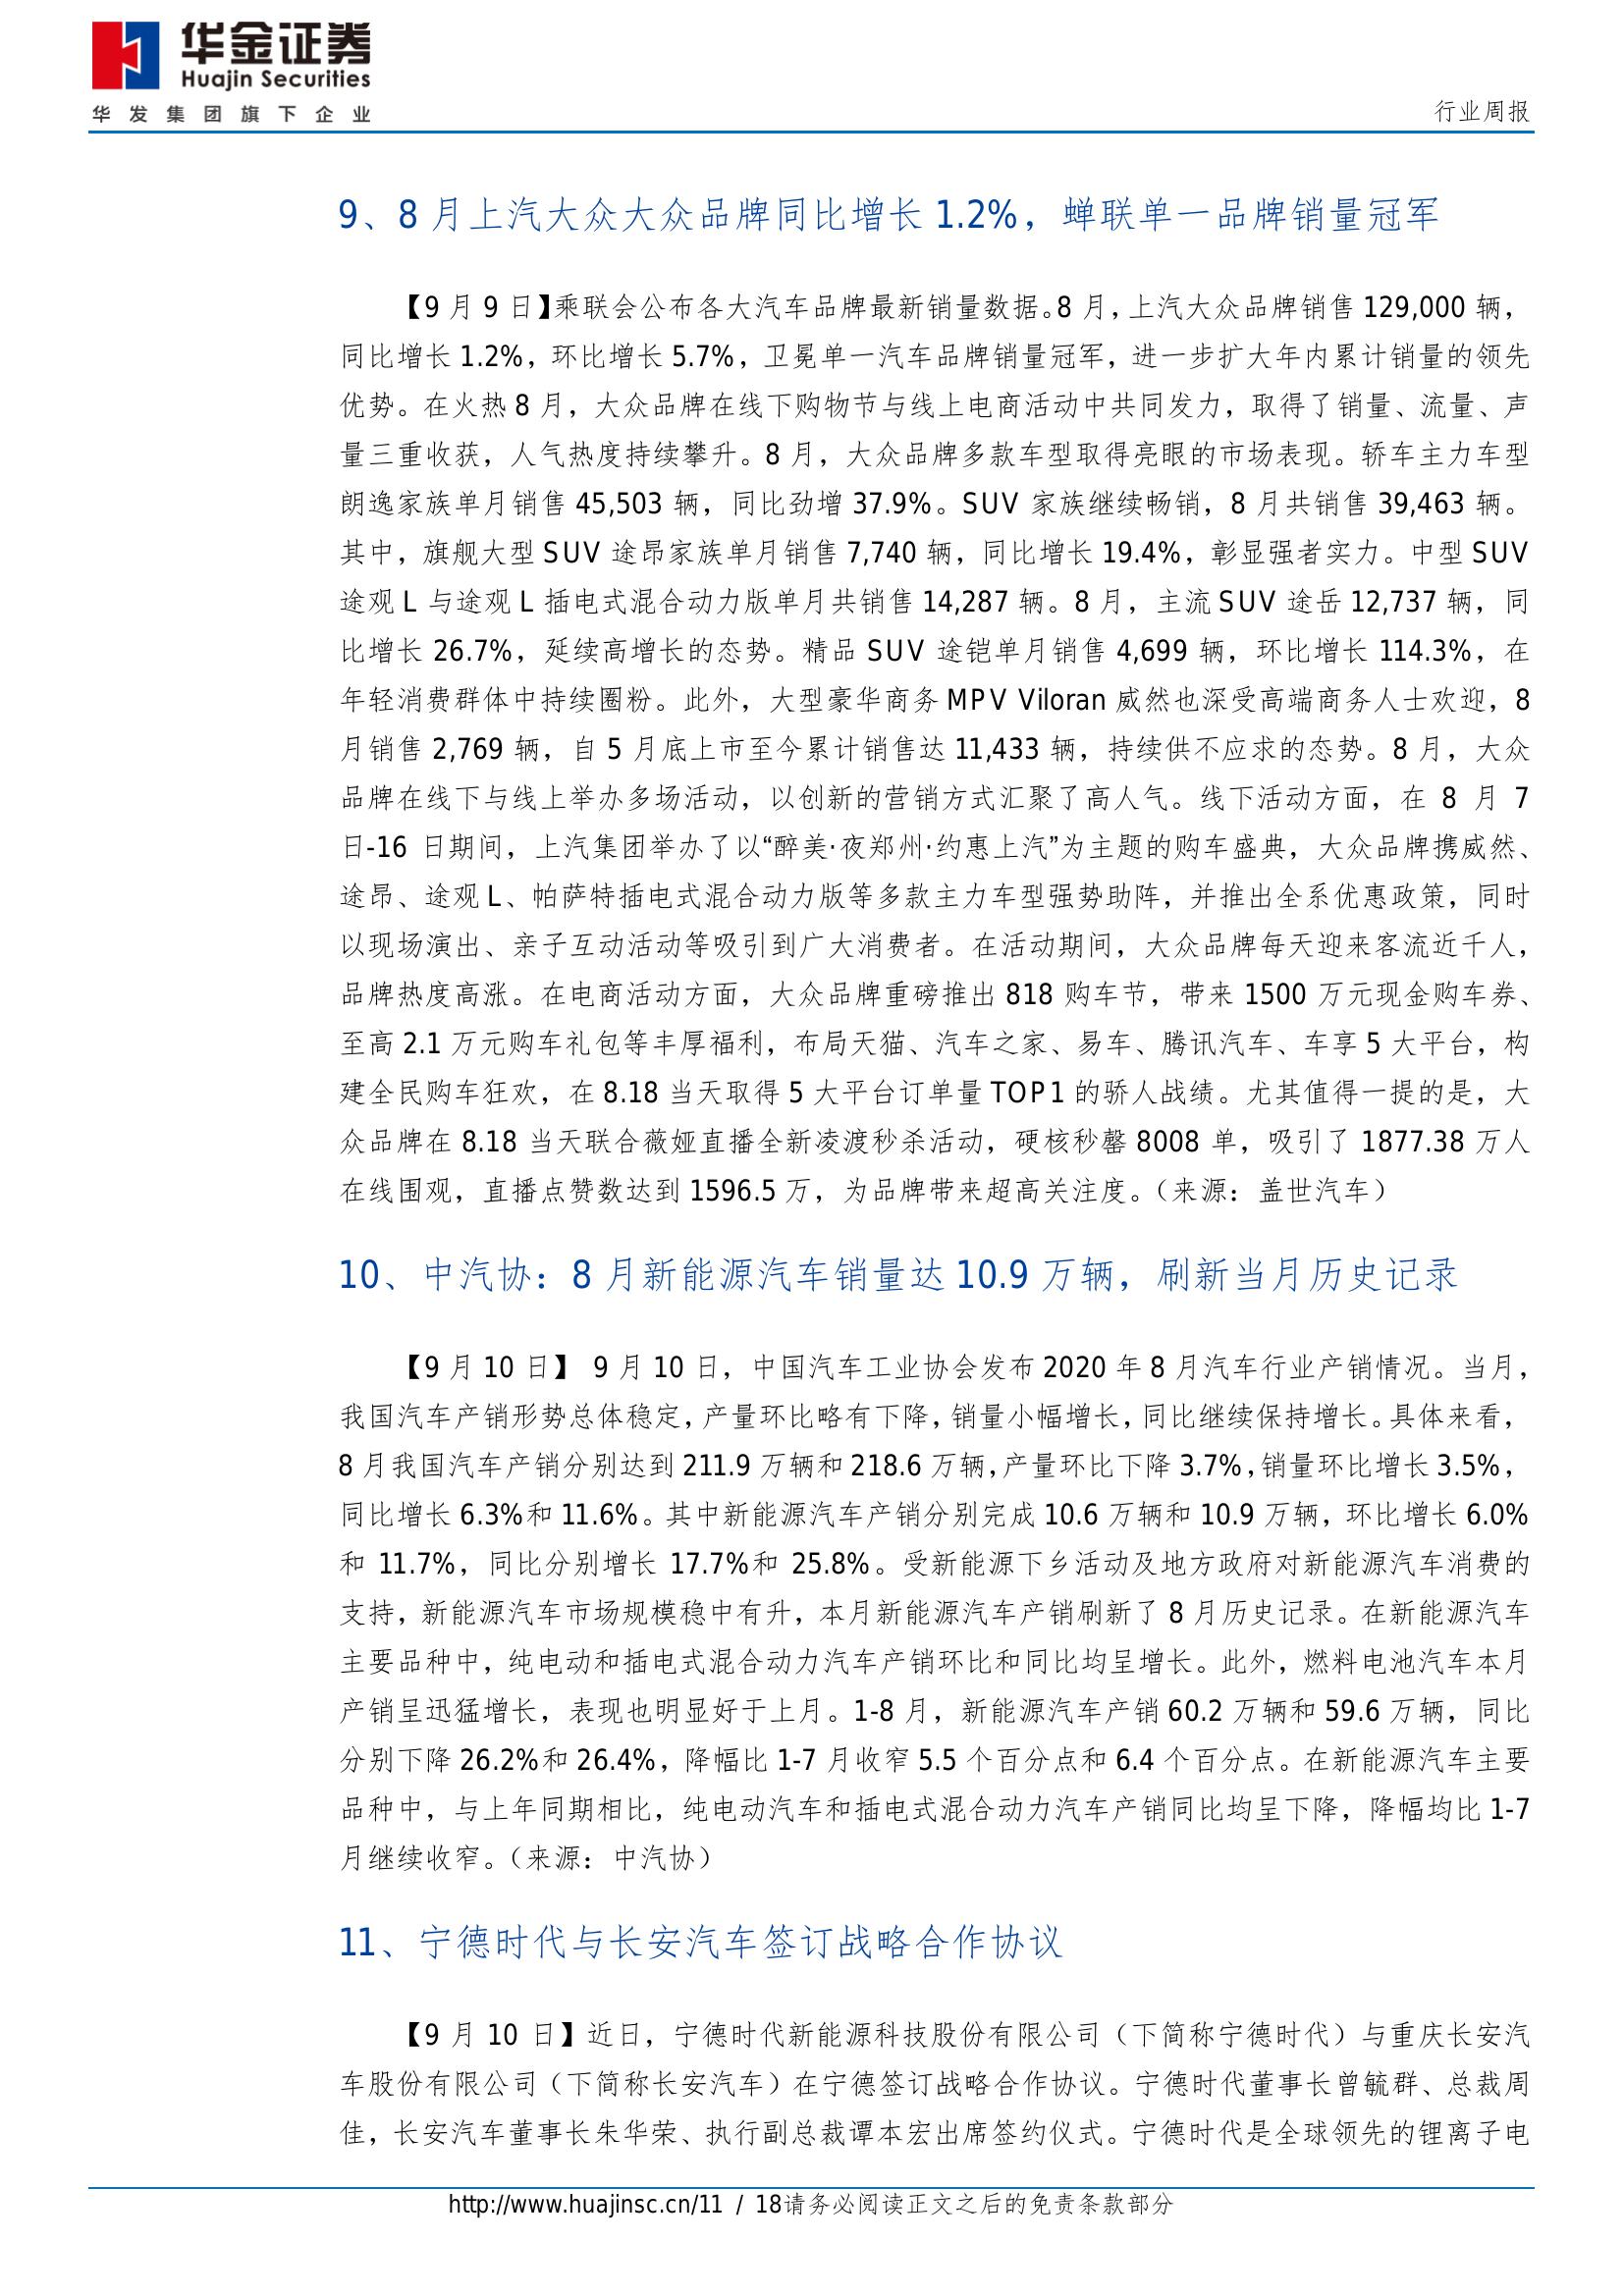 华金证券
Huajin Securities
华发集团旗下企业
行业周报
9、8 月上汽大众大众品牌同比增长 1.2%，蝉联单一品牌销量冠军
【9 月 9 日】乘联会公布各大汽车品牌最新销量数据。8 月，上汽大众品牌销售 129,000 辆，
同比增长 1.2%，环比增长 5.7%，卫冕单一汽车品牌销量冠军，进一步扩大年内累计销量的领先
优势。在火热 8 月，大众品牌在线下购物节与线上电商活动中共同发力，取得了销量、流量、声
量三重收获，人气热度持续攀升。8 月，大众品牌多款车型取得亮眼的市场表现。轿车主力车型
朗逸家族单月销售 45,503 辆，同比劲增 37.9%。SUV 家族继续畅销，8 月共销售 39,463 辆。
其中，旗舰大型 SUV 途昂家族单月销售 7,740 辆，同比增长 19.4%，彰显强者实力。中型 SUV
途观 L 与途观 L 插电式混合动力版单月共销售 14,287 辆。8 月，主流 SUV 途岳 12,737 辆，同
比增长 26.7%，延续高增长的态势。精品 SUV 途铠单月销售 4,699 辆，环比增长 114.3%，在
年轻消费群体中持续圈粉。此外，大型豪华商务 MPV Viloran 威然也深受高端商务人士欢迎，8
月销售 2,769 辆，自 5 月底上市至今累计销售达 11,433 辆，持续供不应求的态势。8 月，大众
品牌在线下与线上举办多场活动，以创新的营销方式汇聚了高人气。线下活动方面，在 8 月 7
日-16 日期间，上汽集团举办了以“醉美·夜郑州·约惠上汽”为主题的购车盛典，大众品牌携威然、
途昂、途观 L、帕萨特插电式混合动力版等多款主力车型强势助阵，并推出全系优惠政策，同时
以现场演出、亲子互动活动等吸引到广大消费者。在活动期间，大众品牌每天迎来客流近千人，
品牌热度高涨。在电商活动方面，大众品牌重磅推出 818 购车节，带来 1500 万元现金购车券、
至高 2.1 万元购车礼包等丰厚福利，布局天猫、汽车之家、易车、腾讯汽车、车享 5 大平台，构
建全民购车狂欢，在 8.18 当天取得 5 大平台订单量 TOP1 的骄人战绩。尤其值得一提的是，大
众品牌在 8.18 当天联合薇娅直播全新凌渡秒杀活动，硬核秒罄 8008 单，吸引了 1877.38 万人
在线围观，直播点赞数达到 1596.5 万，为品牌带来超高关注度。（来源：盖世汽车）
10、中汽协：8 月新能源汽车销量达 10.9 万辆，刷新当月历史记录
【9 月 10 日】 9 月 10 日，中国汽车工业协会发布 2020 年 8 月汽车行业产销情况。当月，
我国汽车产销形势总体稳定，产量环比略有下降，销量小幅增长，同比继续保持增长。具体来看，
8 月我国汽车产销分别达到 211.9 万辆和 218.6 万辆，产量环比下降 3.7%，销量环比增长 3.5%，
同比增长 6.3%和 11.6%。其中新能源汽车产销分别完成 10.6 万辆和 10.9 万辆，环比增长 6.0%
和 11.7%，同比分别增长 17.7%和 25.8%。受新能源下乡活动及地方政府对新能源汽车消费的
支持，新能源汽车市场规模稳中有升，本月新能源汽车产销刷新了 8 月历史记录。在新能源汽车
主要品种中，纯电动和插电式混合动力汽车产销环比和同比均呈增长。此外，燃料电池汽车本月
产销呈迅猛增长，表现也明显好于上月。1-8 月，新能源汽车产销 60.2 万辆和 59.6 万辆，同比
分别下降 26.2%和 26.4%，降幅比 1-7 月收窄 5.5 个百分点和 6.4 个百分点。在新能源汽车主要
品种中，与上年同期相比，纯电动汽车和插电式混合动力汽车产销同比均呈下降，降幅均比 1-7
月继续收窄。（来源：中汽协）
11、宁德时代与长安汽车签订战略合作协议
【9 月 10 日】近日，宁德时代新能源科技股份有限公司（下简称宁德时代）与重庆长安汽
车股份有限公司（下简称长安汽车）在宁德签订战略合作协议。宁德时代董事长曾毓群、总裁周
佳，长安汽车董事长朱华荣、执行副总裁谭本宏出席签约仪式。宁德时代是全球领先的锂离子电
http://www.huajinsc.cn/11 / 18请务必阅读正文之后的免责条款部分